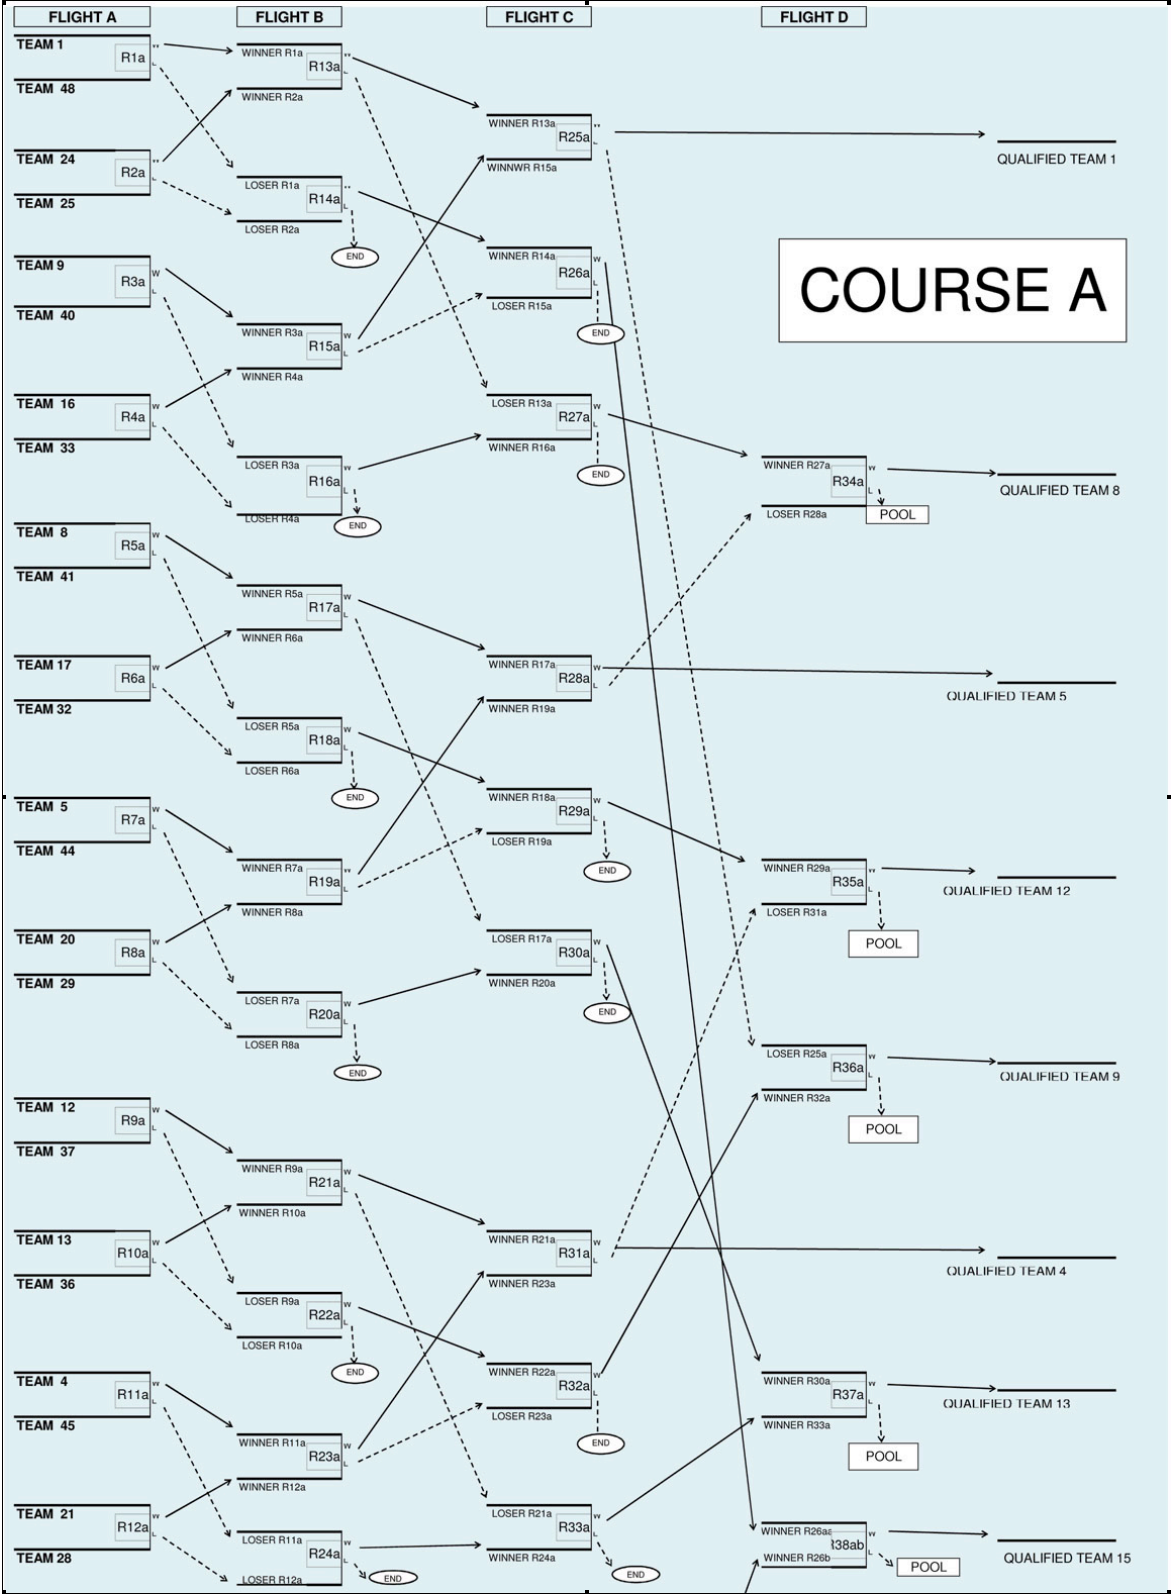 FLIGHT A
FLIGHT B
FLIGHT C
FLIGHT D
TEAM 1
R1a
W
L
TEAM 48
TEAM 24
R2a
W
L
TEAM 25
TEAM 9
R3a
W
L
TEAM 40
TEAM 16
R4a
W
L
TEAM 33
TEAM 8
R5a
W
L
TEAM 41
TEAM 17
R6a
W
L
TEAM 32
TEAM 5
R7a
W
L
TEAM 44
TEAM 20
R8a
W
L
TEAM 29
TEAM 12
R9a
W
L
TEAM 37
TEAM 13
R10a
W
L
TEAM 36
TEAM 4
R11a
W
L
TEAM 45
TEAM 21
R12a
W
L
TEAM 28
WINNER R1a
R13a
W
L
WINNER R2a
LOSER R1a
R14a
L
LOSER R2a
END
WINNER R3a
R15a
W
L
WINNER R4a
LOSER R3a
R16a
W
L
LOSER R4a
END
WINNER R5a
R17a
W
L
WINNER R6a
LOSER R5a
R18a
W
L
LOSER R6a
END
WINNER R7a
R19a
W
L
WINNER R8a
LOSER R7a
R20a
W
L
LOSER R8a
END
WINNER R9a
R21a
W
L
WINNER R10a
LOSER R9a
R22a
W
L
LOSER R10a
END
WINNER R11a
R23a
W
L
WINNER R12a
LOSER R11a
R24a
W
L
LOSER R12a
END
WINNER R13a
R25a
L
WINNWR R15a
WINNER R14a
R26a
W
L
LOSER R15a
END
LOSER R13a
R27a
W
L
WINNER R16a
END
WINNER R17a
R28a
W
L
WINNER R19a
WINNER R18a
R29a
W
L
LOSER R19a
END
LOSER R17a
R30a
W
L
WINNER R20a
END
WINNER R21a
R31a
W
L
WINNER R23a
WINNER R22a
R32a
W
L
LOSER R23a
END
LOSER R21a
R33a
W
L
WINNER R24a
END
QUALIFIED TEAM 1
COURSE A
WINNER R27a
R34a
W
L
LOSER R28a
POOL
QUALIFIED TEAM 8
QUALIFIED TEAM 5
WINNER R29a
R35a
W
L
LOSER R31a
POOL
QUALIFIED TEAM 12
LOSER R25a
R36a
W
L
WINNER R32a
POOL
QUALIFIED TEAM 9
QUALIFIED TEAM 4
WINNER R30a
R37a
W
L
WINNER R33a
POOL
QUALIFIED TEAM 13
WINNER R26aa
R38ab
W
L
WINNER R26b
POOL
QUALIFIED TEAM 15